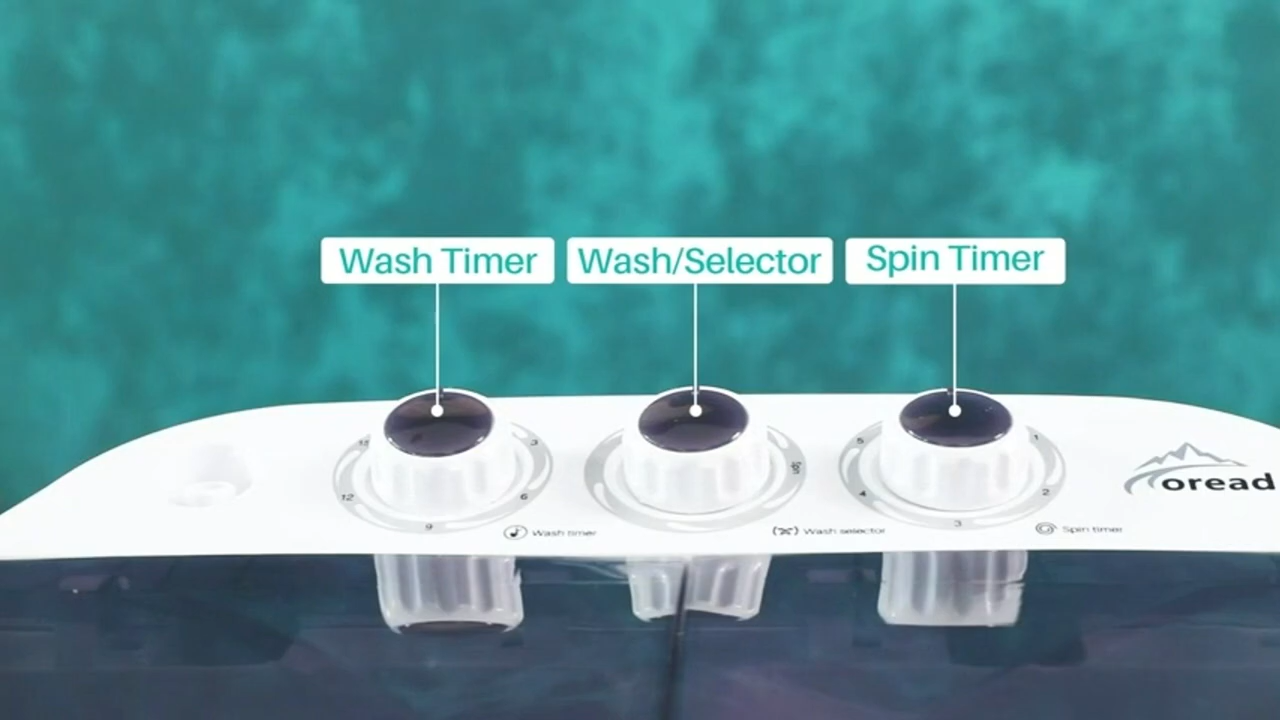 Wash Timer
Wash/Selector
Spin Timer
15
3
12
6
9
Spin
5
1
4
2
3
Wash timer
Wash selector
Spin timer
oread